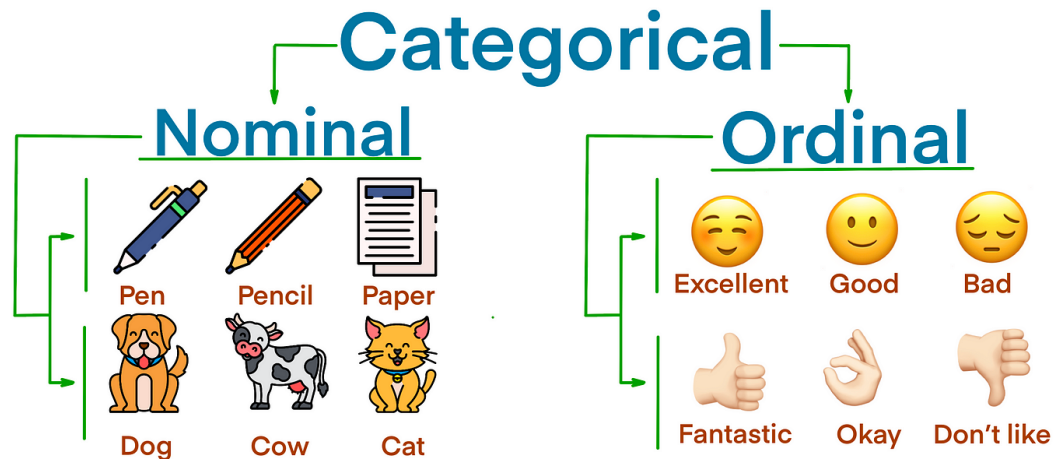 Categorical
Nominal
Ordinal
Pen Pencil Paper
Dog Cow Cat
Excellent Good Bad
Fantastic Okay Don't like